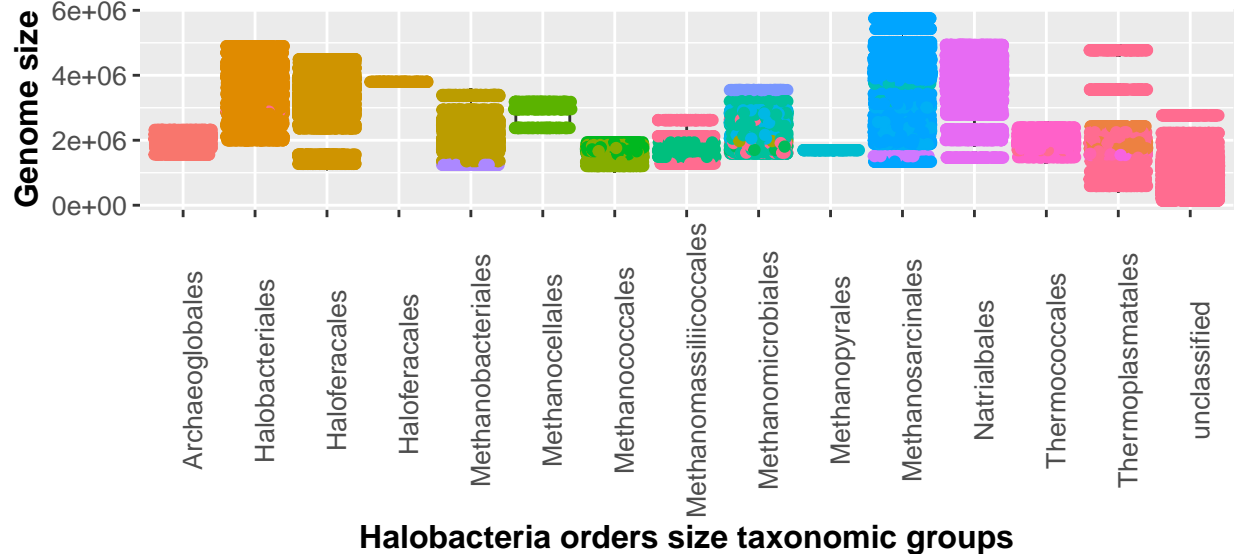 Genome size
6e+06
4e+06
2e+06
0e+00
Archaeoglobales
Halobacteriales
Haloferacales
Haloferacales
Methanobacteriales
Methanocellales
Methanococcales
Methanomassiliicoccales
Methanomicrobiales
Methanopyrales
Methanosarcinales
Natrialbales
Thermococcales
Thermoplasmatales
unclassified
Halobacteria orders size taxonomic groups